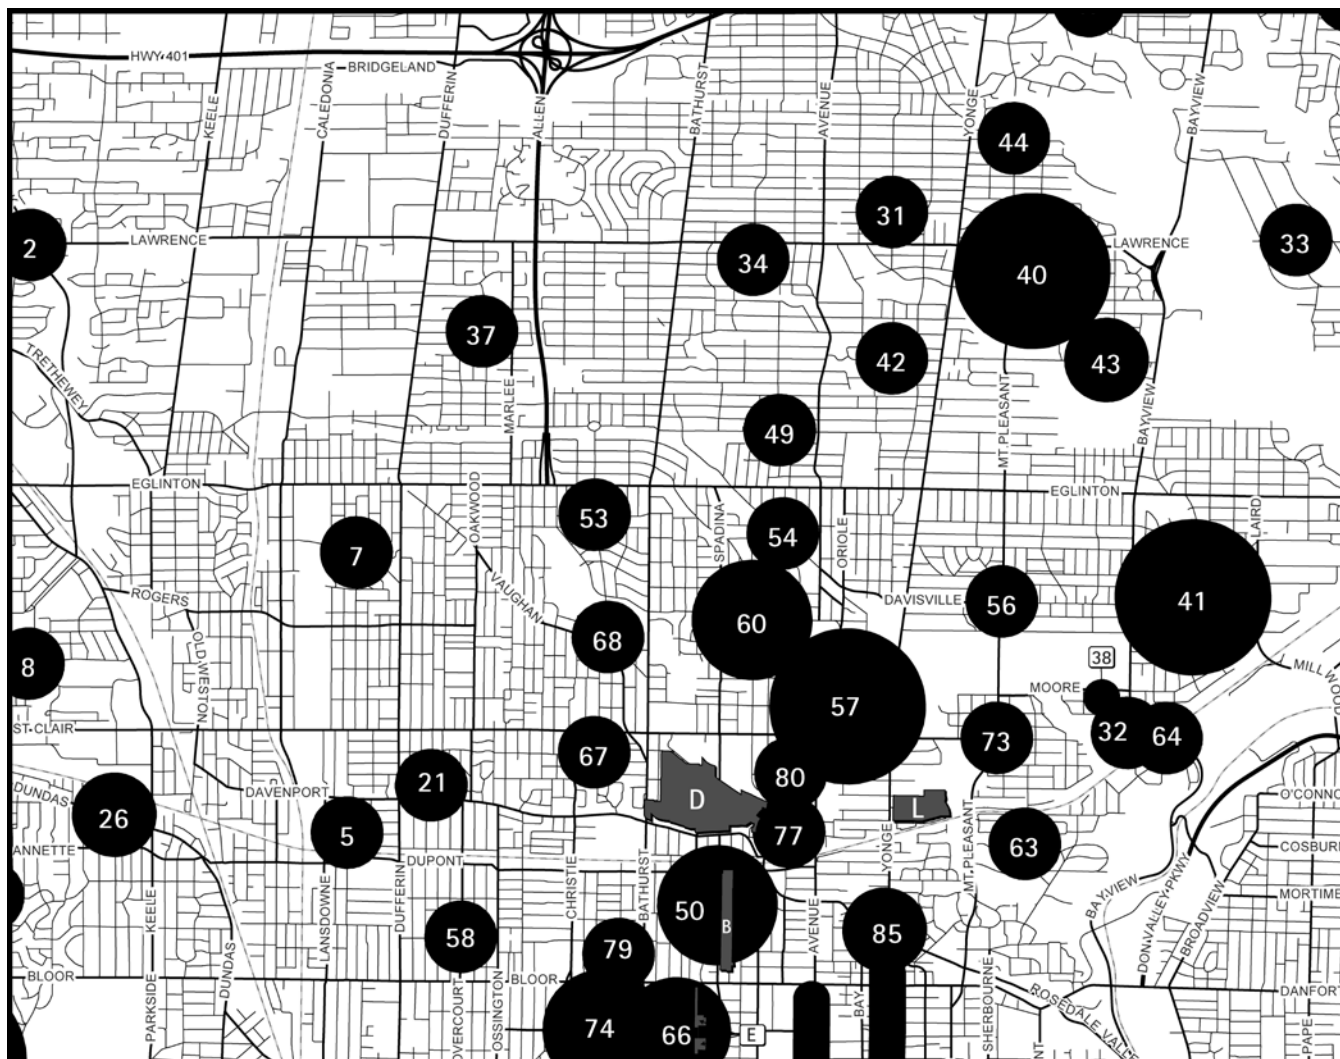 HWY 401
BRIDGELAND
KEELE
CALEDONIA
DUFFERIN
ALLEN
BATHURST
AVENUE
YONGE
BAYVIEW
44
31
2
LAWRENCE
34
40
LAWRENCE
33
37
42
43
TRETHEWEY
MARLEE
MT. PLEASANT
BAYVIEW
49
EGLINTON
OAKWOOD
EGLINTON
53
SPADINA
54
ORIOLE
LAIRD
7
VAUGHAN
ROGERS
DAVISVILLE
56
41
OLD WESTON
68
60
8
38
MILLWOOD
MOORE
57
ST CLAIR
73
32
64
67
80
21
DUNDAS
DAVENPORT
D
L
O'CONNO
26
5
77
ANNETTE
DUPONT
YONGE
MT. PLEASANT
63
COSBUR
KEELE
LANSDOWNE
DUFFERIN
CHRISTIE
BATHURST
50
B
AVENUE
BAYVIEW
DON VALLEY PKWY
BROADVIEW
MORTIME
58
79
85
BLOOR
PARKSIDE
DUNDAS
OVERCOURT
OSSINGTON
BLOOR
BAY
SHERBOURNE
ROSEDALE VALLE
DANFORT
74
66
E
NT
PAPE